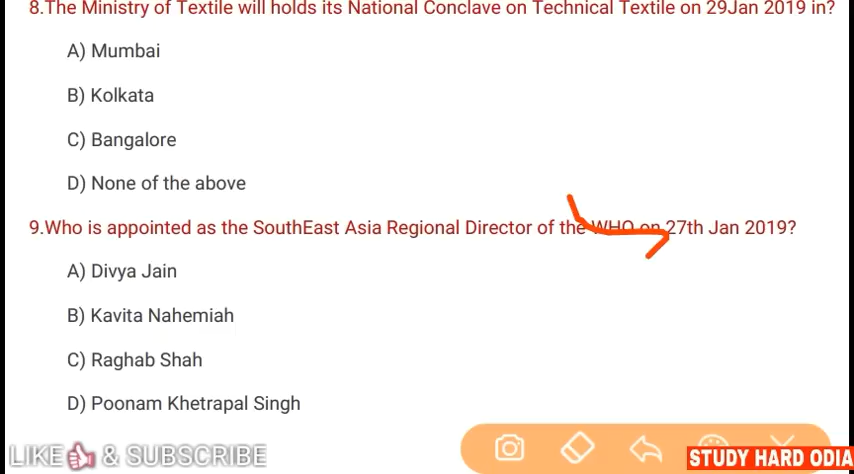 8.The Ministry of Textile will holds its National Conclave on Technical Textile on 29Jan 2019 in?
A) Mumbai
B) Kolkata
C) Bangalore
D) None of the above
9.Who is appointed as the SouthEast Asia Regional Director of the WHO on 27th Jan 2019?
A) Divya Jain
B) Kavita Nahemiah
C) Raghab Shah
D) Poonam Khetrapal Singh
LIKE & SUBSCRIBE
STUDY HARD ODIA